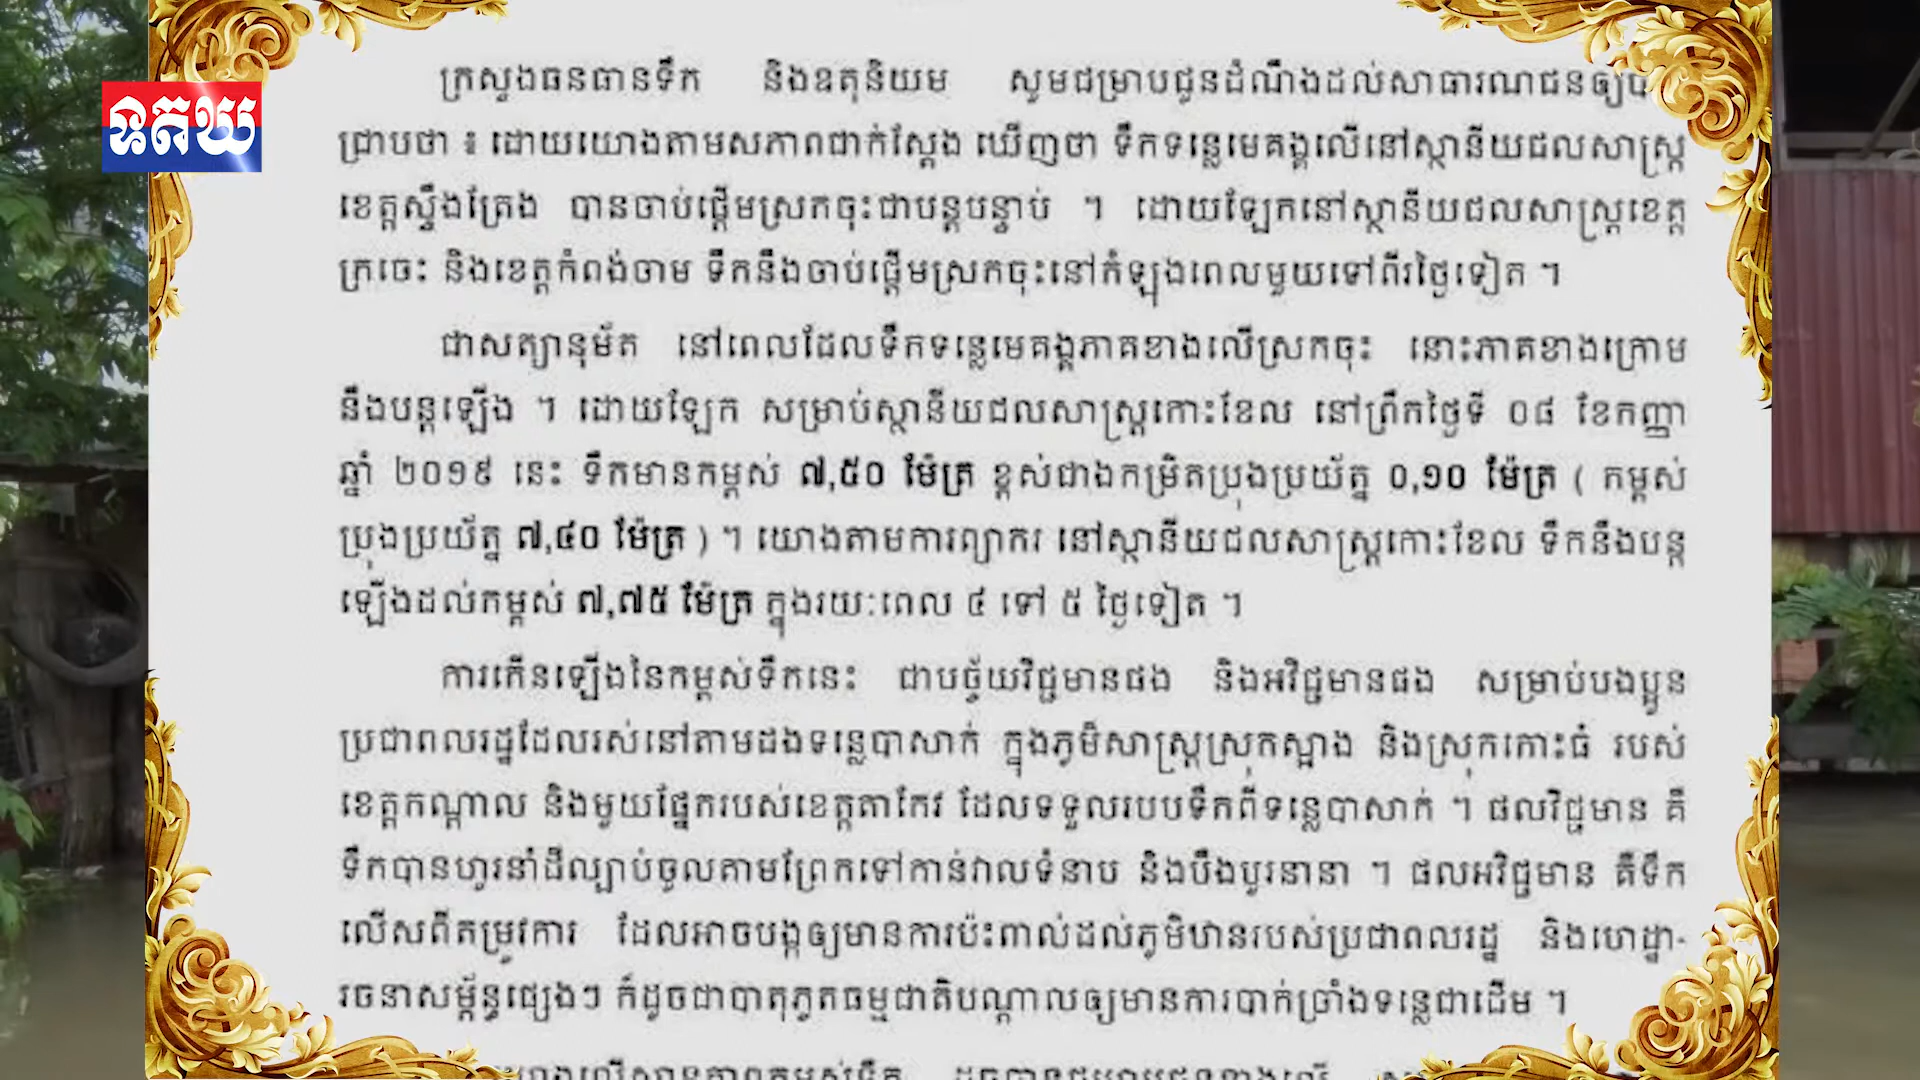 ឧតយ
ក្រសួងធនធានទឹក និងឧតុនិយម សូមជម្រាបជូនដំណឹងដល់សាធារណជនឲ្យ
ជ្រាបថា ៖ ដោយយោងតាមសភាពជាក់ស្តែង ឃើញថា ទឹកទន្លេមេគង្គលើនៅស្ថានីយជលសាស្ត្រ
ខេត្តស្ទឹងត្រែង បានចាប់ផ្តើមស្រកចុះជាបន្តបន្ទាប់ ។ ដោយឡែកនៅស្ថានីយជលសាស្ត្រខេត្ត
ក្រចេះ និងខេត្តកំពង់ចាម ទឹកនឹងចាប់ផ្តើមស្រកចុះនៅកំឡុងពេលមួយទៅពីរថ្ងៃទៀត ។
ជាសត្យានុម័ត នៅពេលដែលទឹកទន្លេមេគង្គភាគខាងលើស្រកចុះ នោះភាគខាងក្រោម
នឹងបន្តឡើង ។ ដោយឡែក សម្រាប់ស្ថានីយជលសាស្ត្រកោះខែល នៅព្រឹកថ្ងៃទី ០៨ ខែកញ្ញា
ឆ្នាំ ២០១៩ នេះ ទឹកមានកម្ពស់ ៧,៥០ ម៉ែត្រ ខ្ពស់ជាងកម្រិតប្រុងប្រយ័ត្ន ០,១០ ម៉ែត្រ ( កម្ពស់
ប្រុងប្រយ័ត្ន ៧,៤០ ម៉ែត្រ ) ។ យោងតាមការព្យាករ នៅស្ថានីយជលសាស្ត្រកោះខែល ទឹកនឹងបន្ត
ឡើងដល់កម្ពស់ ៧,៧៥ ម៉ែត្រ ក្នុងរយៈពេល ៤ ទៅ ៥ ថ្ងៃទៀត ។
ការកើនឡើងនៃកម្ពស់ទឹកនេះ ជាបច្ច័យវិជ្ជមានផង និងអវិជ្ជមានផង សម្រាប់បងប្អូន
ប្រជាពលរដ្ឋដែលរស់នៅតាមដងទន្លេបាសាក់ ក្នុងភូមិសាស្ត្រស្រុកស្អាង និងស្រុកកោះធំ របស់
ខេត្តកណ្តាល និងមួយផ្នែករបស់ខេត្តតាកែវ ដែលទទួលរបបទឹកពីទន្លេបាសាក់ ។ ផលវិជ្ជមាន គឺ
ទឹកបានហូរនាំដីល្បាប់ចូលតាមព្រែកទៅកាន់វាលទំនាប និងបឹងបួរនានា ។ ផលអវិជ្ជមាន គឺទឹក
លើសពីតម្រូវការ ដែលអាចបង្កឲ្យមានការប៉ះពាល់ដល់ភូមិឋានរបស់ប្រជាពលរដ្ឋ និងហេដ្ឋា-
រចនាសម្ព័ន្ធផ្សេងៗ ក៏ដូចជាបាតុភូតធម្មជាតិបណ្តាលឲ្យមានការបាក់ច្រាំងទន្លេជាដើម ។